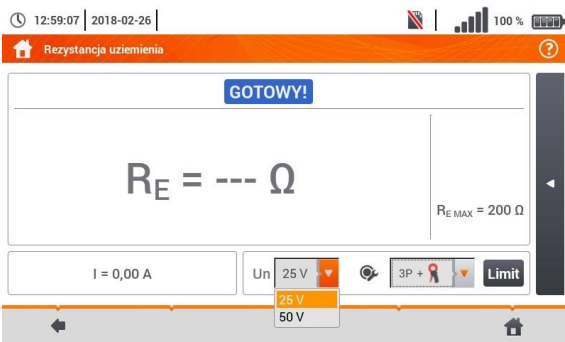 12:59:07 2018-02-26 100 %
Rezystancja uziemienia ?
GOTOWY!
RE = --- Ω
RE MAX = 200 Ω
I = 0,00 A Un 25 V 3P + Limit
25 V
50 V